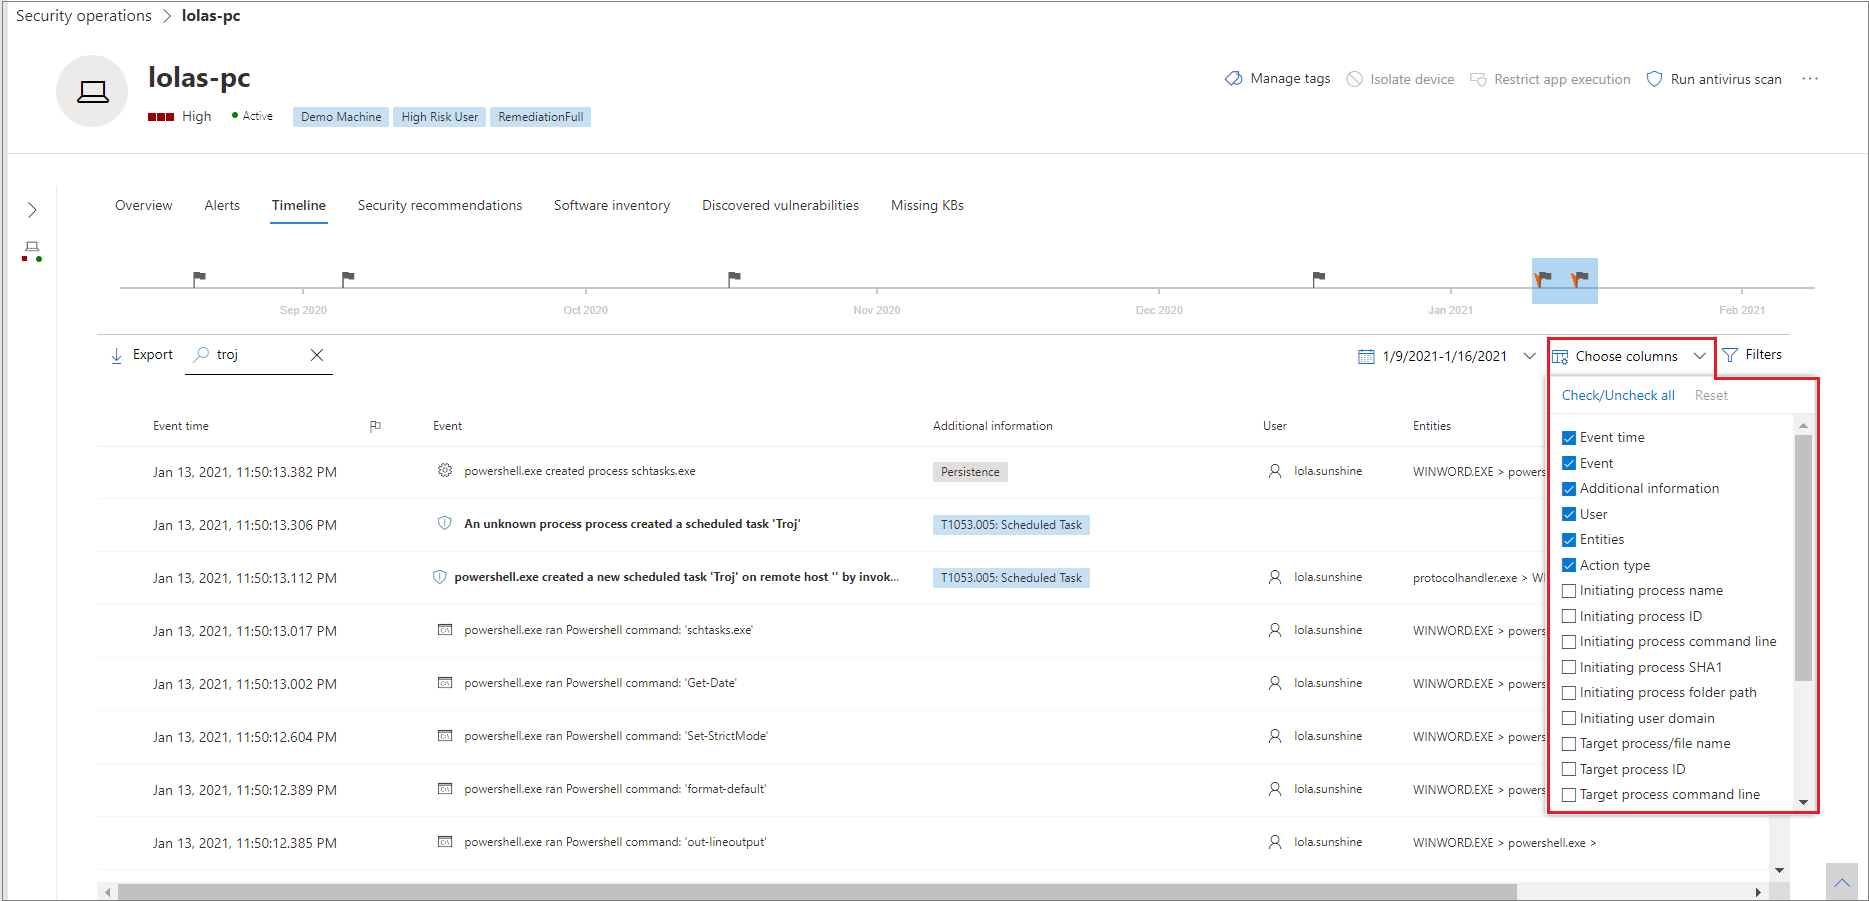 Security operations > lolas-pc
lolas-pc
High Active Demo Machine High Risk User RemediationFull
Manage tags Isolate device Restrict app execution Run antivirus scan ...
Overview Alerts Timeline Security recommendations Software inventory Discovered vulnerabilities Missing KBs
Sep 2020 Oct 2020 Nov 2020 Dec 2020 Jan 2021 Feb 2021
Export troj 1/9/2021-1/16/2021 Choose columns Filters
Check/Uncheck all Reset
Event time
Event
Additional information
User
Entities
Action type
Initiating process name
Initiating process ID
Initiating process command line
Initiating process SHA1
Initiating process folder path
Initiating user domain
Target process/file name
Target process ID
Target process command line
Event time Event Additional information User Entities
Jan 13, 2021, 11:50:13.382 PM powershell.exe created process schtasks.exe Persistence lola.sunshine WINWORD.EXE > powers
Jan 13, 2021, 11:50:13.306 PM An unknown process process created a scheduled task 'Troj' T1053.005: Scheduled Task
Jan 13, 2021, 11:50:13.112 PM powershell.exe created a new scheduled task 'Troj' on remote host '' by invok... T1053.005: Scheduled Task lola.sunshine protocolhandler.exe > WI
Jan 13, 2021, 11:50:13.017 PM powershell.exe ran Powershell command: 'schtasks.exe' lola.sunshine WINWORD.EXE > powers
Jan 13, 2021, 11:50:13.002 PM powershell.exe ran Powershell command: 'Get-Date' lola.sunshine WINWORD.EXE > powers
Jan 13, 2021, 11:50:12.604 PM powershell.exe ran Powershell command: 'Set-StrictMode' lola.sunshine WINWORD.EXE > powers
Jan 13, 2021, 11:50:12.389 PM powershell.exe ran Powershell command: 'format-default' lola.sunshine WINWORD.EXE > powers
Jan 13, 2021, 11:50:12.385 PM powershell.exe ran Powershell command: 'out-lineoutput' lola.sunshine WINWORD.EXE > powershell.exe >